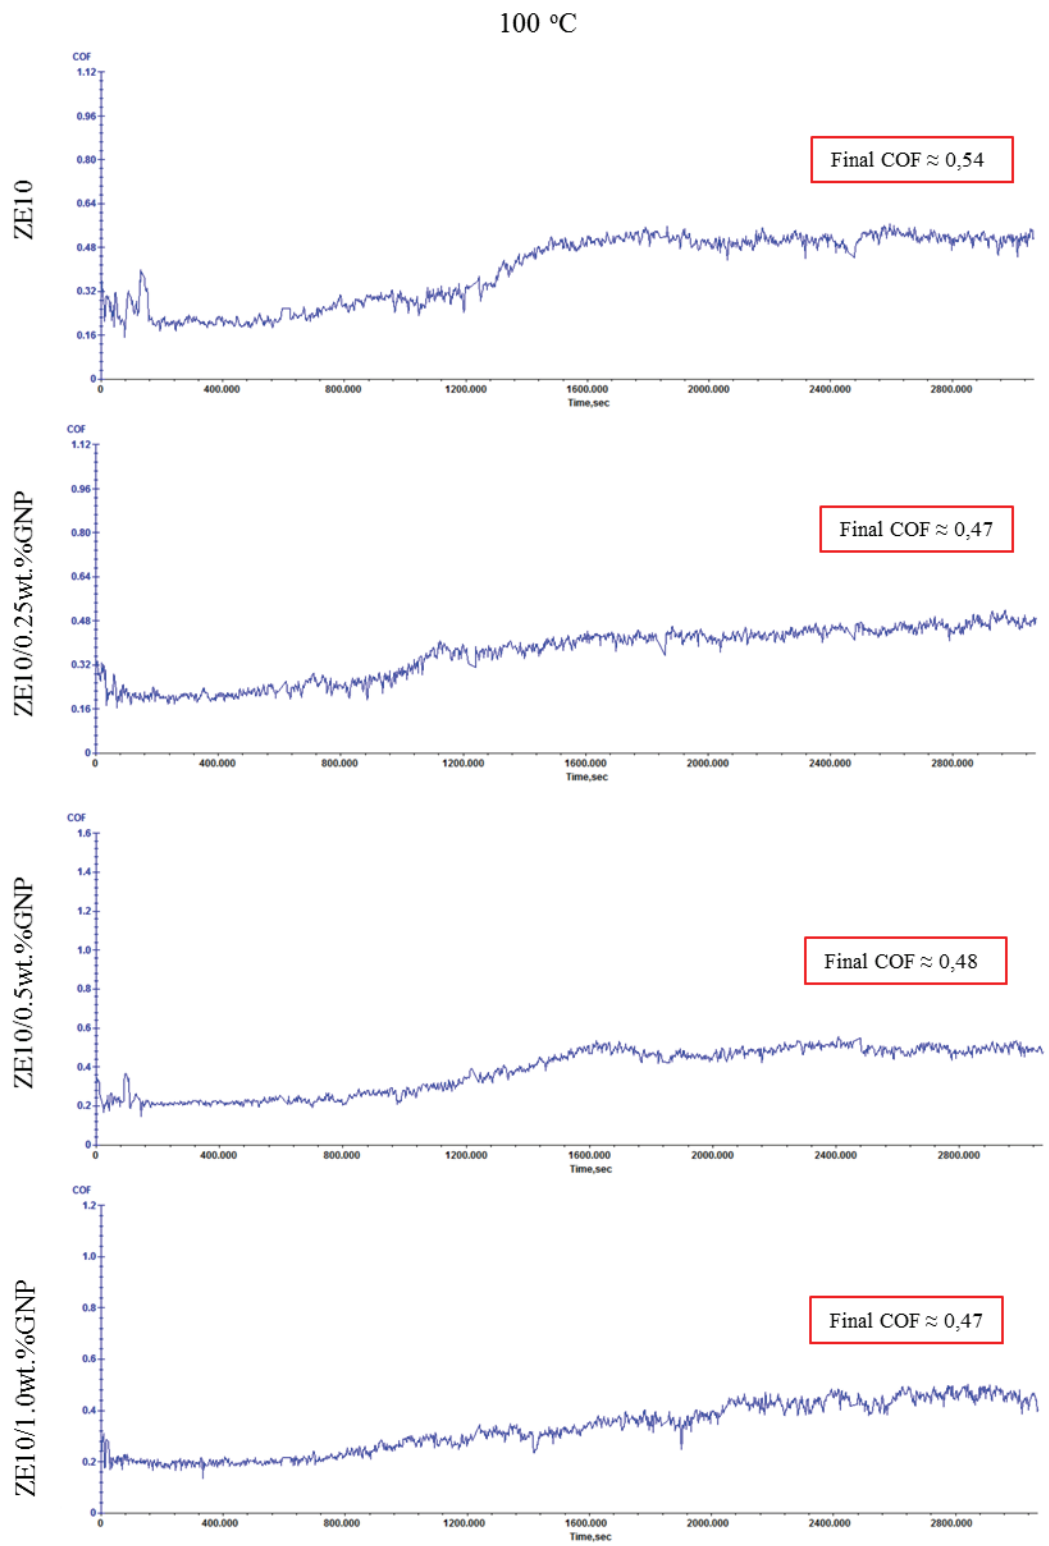 100 ºC
ZE10
COF
1.12
0.96
0.80
0.64
0.48
0.32
0.16
0
Final COF ≈ 0,54
0 400.000 800.000 1200.000 1600.000 2000.000 2400.000 2800.000
Time,sec
ZE10/0.25wt.%GNP
COF
1.12
0.96
0.80
0.64
0.48
0.32
0.16
0
Final COF ≈ 0,47
0 400.000 800.000 1200.000 1600.000 2000.000 2400.000 2800.000
Time,sec
ZE10/0.5wt.%GNP
COF
1.6
1.4
1.2
1.0
0.8
0.6
0.4
0.2
0
Final COF ≈ 0,48
0 400.000 800.000 1200.000 1600.000 2000.000 2400.000 2800.000
Time,sec
ZE10/1.0wt.%GNP
COF
1.2
1.0
0.8
0.6
0.4
0.2
0
Final COF ≈ 0,47
0 400.000 800.000 1200.000 1600.000 2000.000 2400.000 2800.000
Time,sec